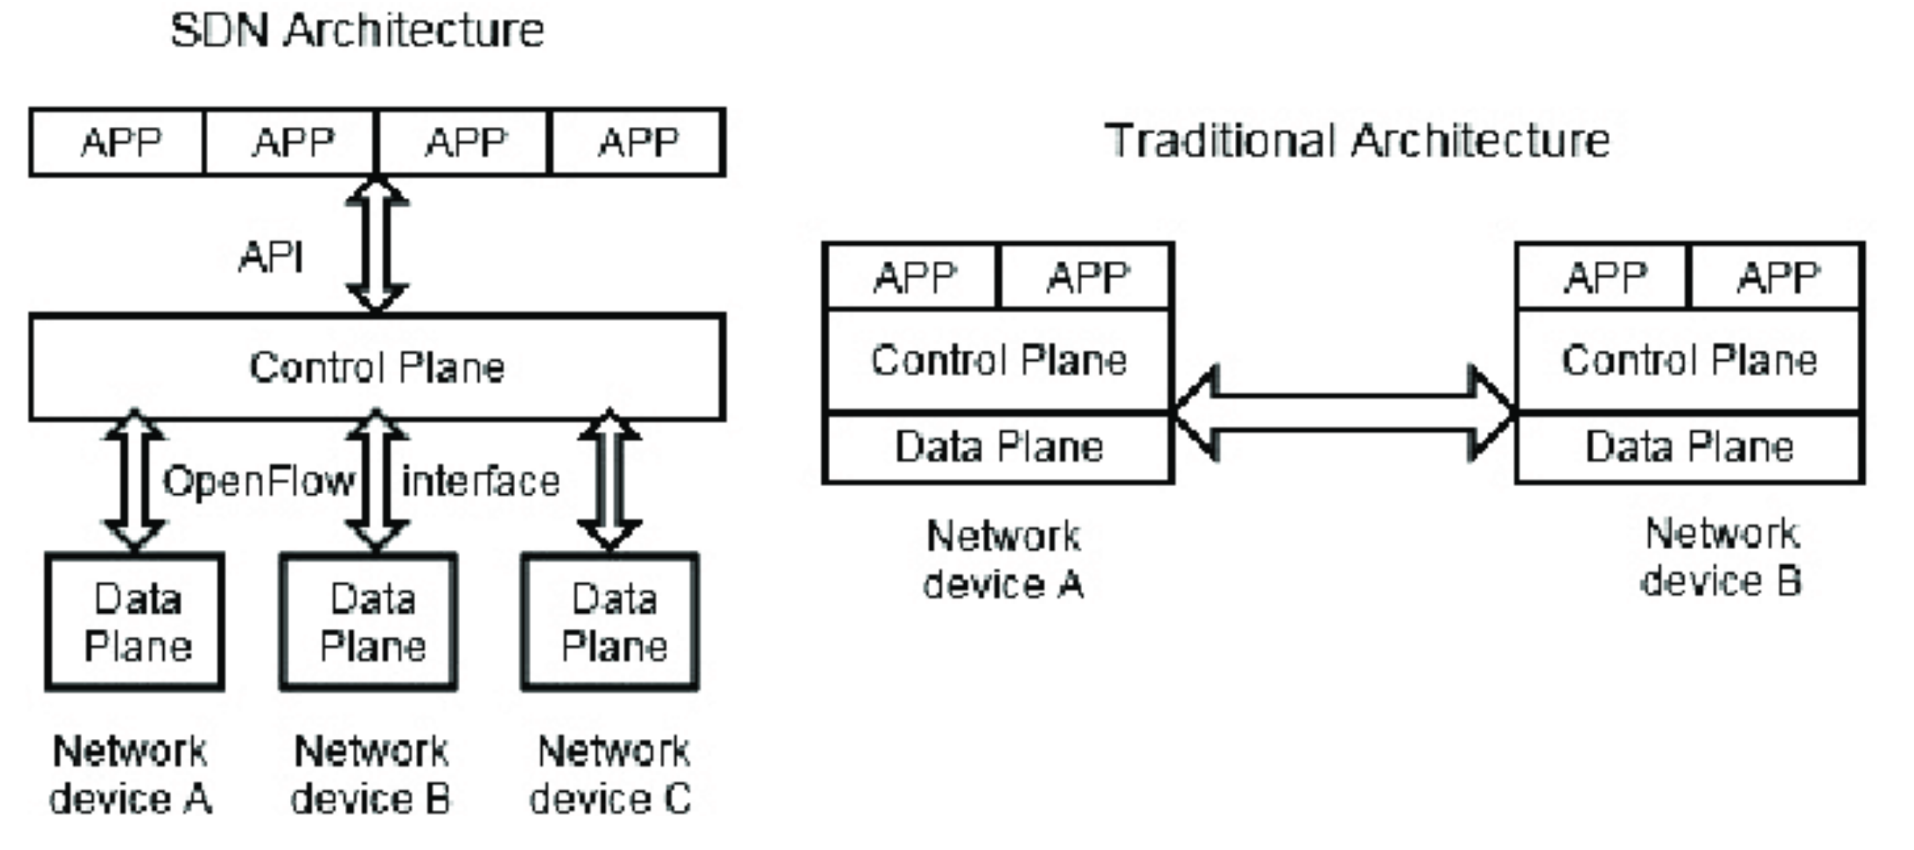 SDN Architecture
APP APP APP APP
API
Control Plane
OpenFlow interface
Data Plane
Data Plane
Data Plane
Network device A
Network device B
Network device C
Traditional Architecture
APP APP
Control Plane
Data Plane
Network device A
APP APP
Control Plane
Data Plane
Network device B